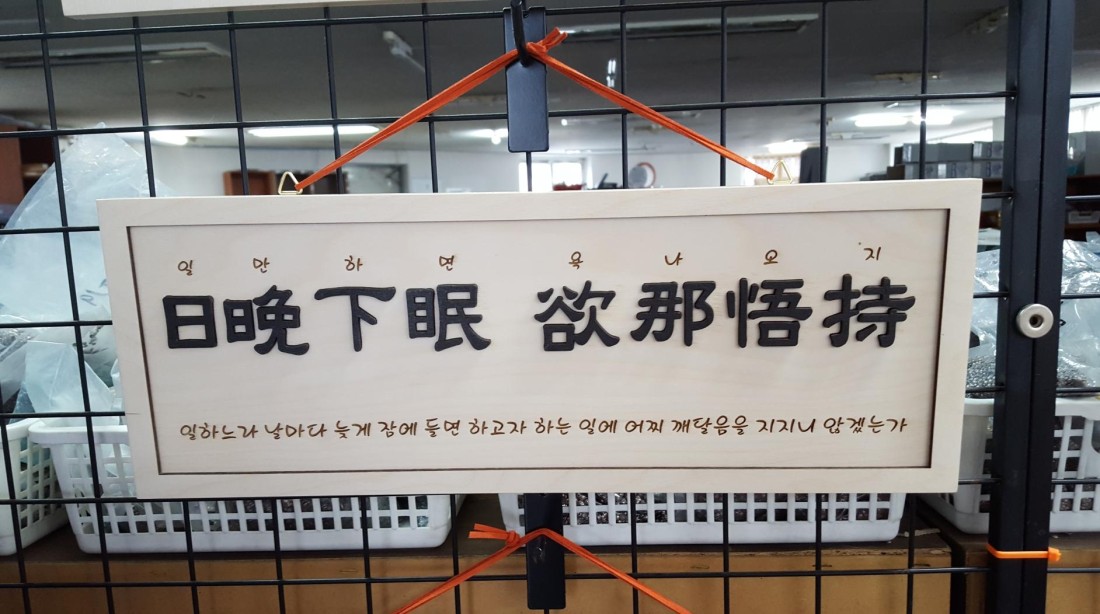 일 만 하 면 욕 나 오 지
日晩下眠 欲那悟持
일하느라 날마다 늦게 잠에 들면 하고자 하는 일에 어찌 깨달음을 지지니 않겠는가